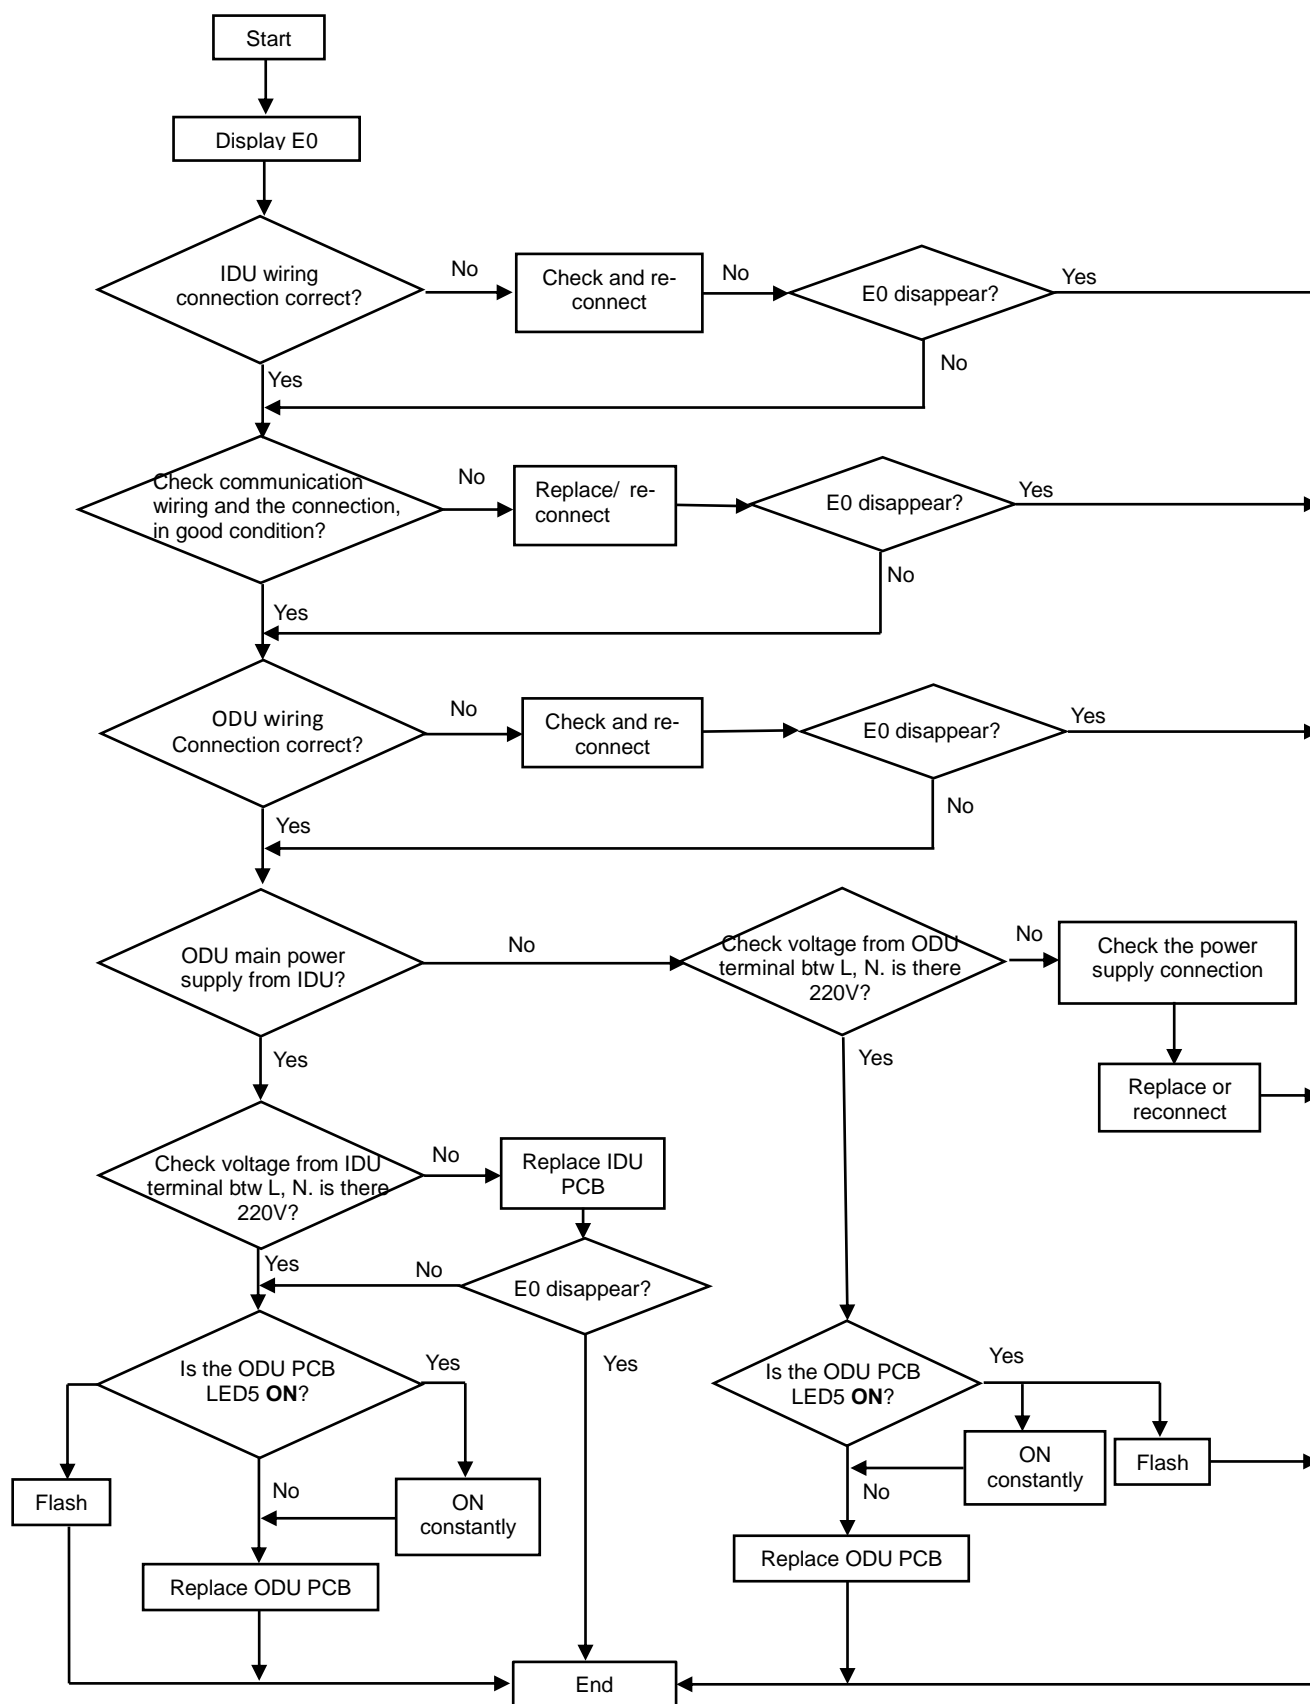 Start
Display E0
IDU wiring
connection correct?
No
Check and re-
connect
No
E0 disappear?
Yes
No
Yes
Check communication
wiring and the connection,
in good condition?
No
Replace/ re-
connect
E0 disappear?
Yes
No
Yes
ODU wiring
Connection correct?
No
Check and re-
connect
E0 disappear?
Yes
No
Yes
ODU main power
supply from IDU?
No
Check voltage from ODU
terminal btw L, N. is there
220V?
No
Check the power
supply connection
Yes
Yes
Replace or
reconnect
Check voltage from IDU
terminal btw L, N. is there
220V?
No
Replace IDU
PCB
Yes
No
E0 disappear?
Yes
Is the ODU PCB
LED5 ON?
Yes
Is the ODU PCB
LED5 ON?
Yes
Flash
No
ON
constantly
No
ON
constantly
Flash
Replace ODU PCB
Replace ODU PCB
End